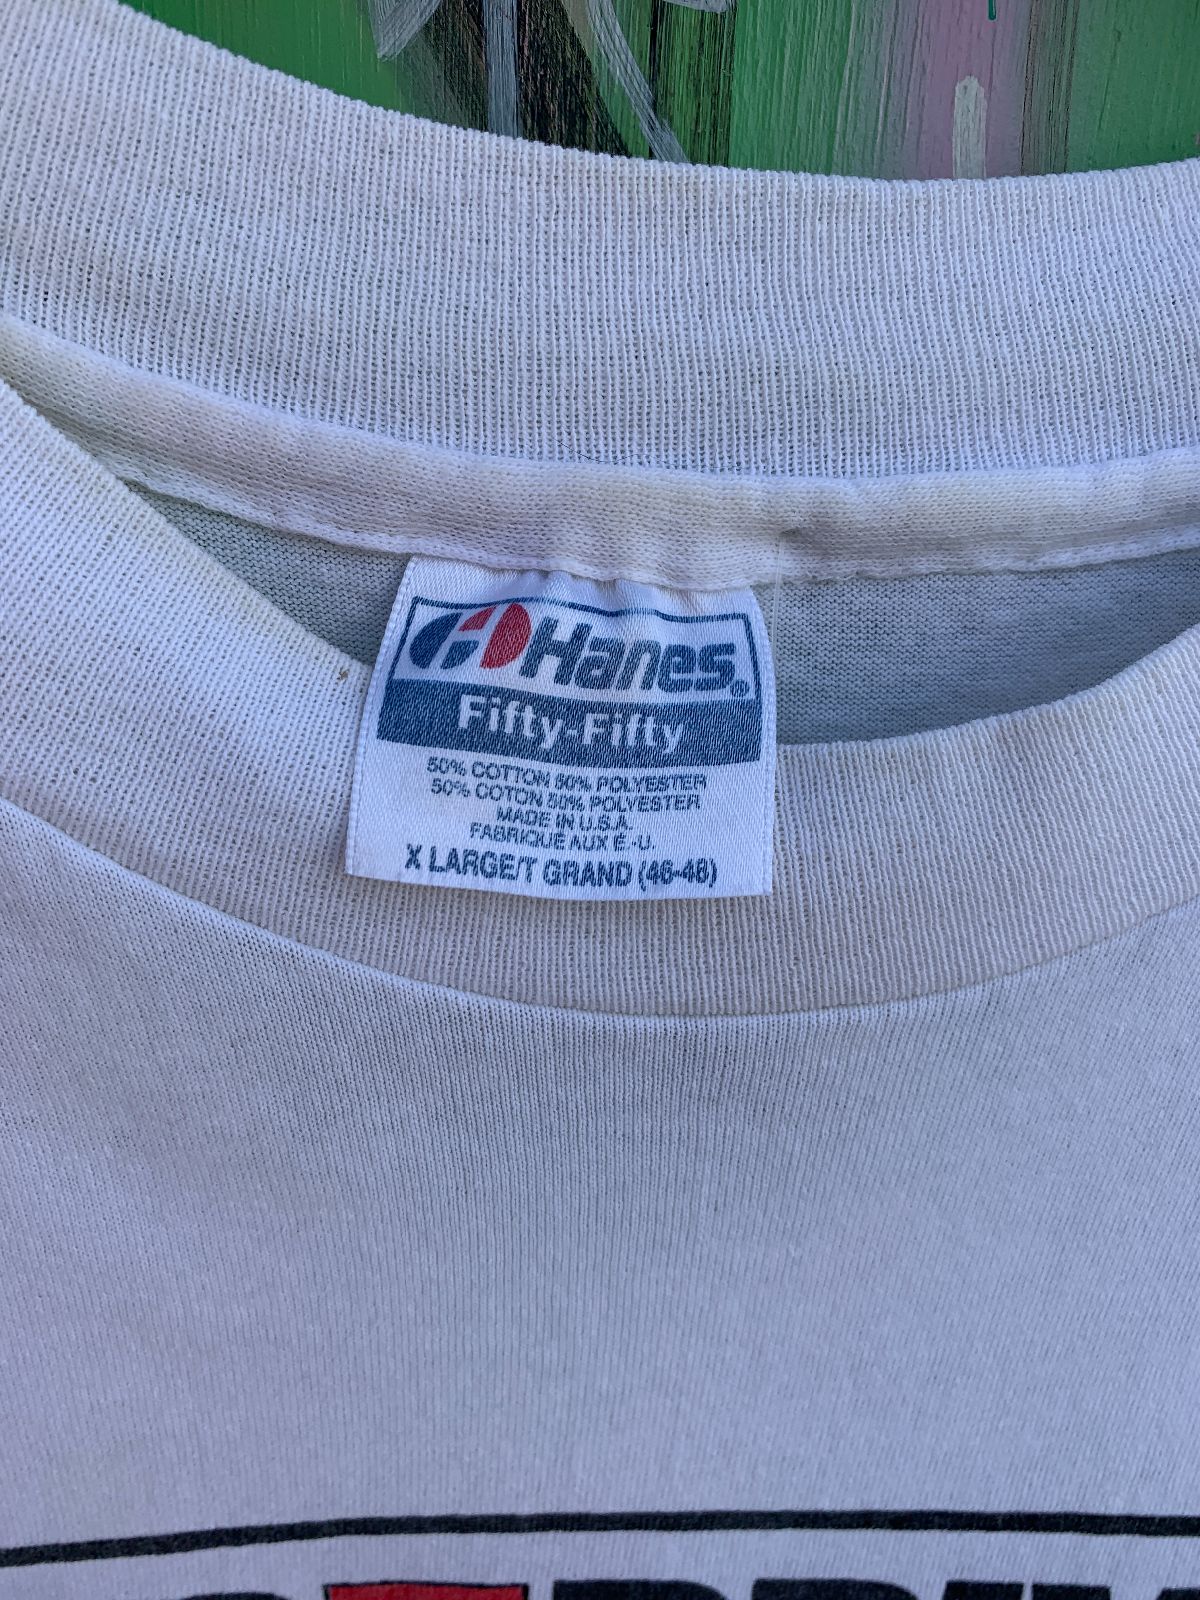 Hanes®
Fifty-Fifty
50% COTTON 50% POLYESTER
50% COTON 50% POLYESTER
MADE IN U.S.A.
FABRIQUÉ AUX É.-U.
X LARGE/T GRAND (46-48)